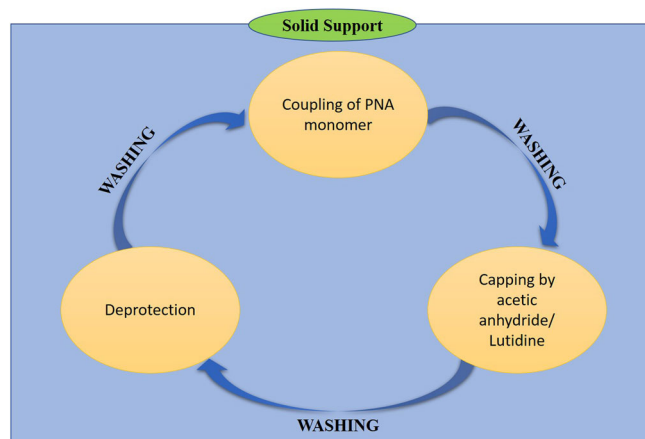 Solid Support
Coupling of PNA
monomer
WASHING
WASHING
Deprotection
Capping by
acetic
anhydride/
Lutidine
WASHING